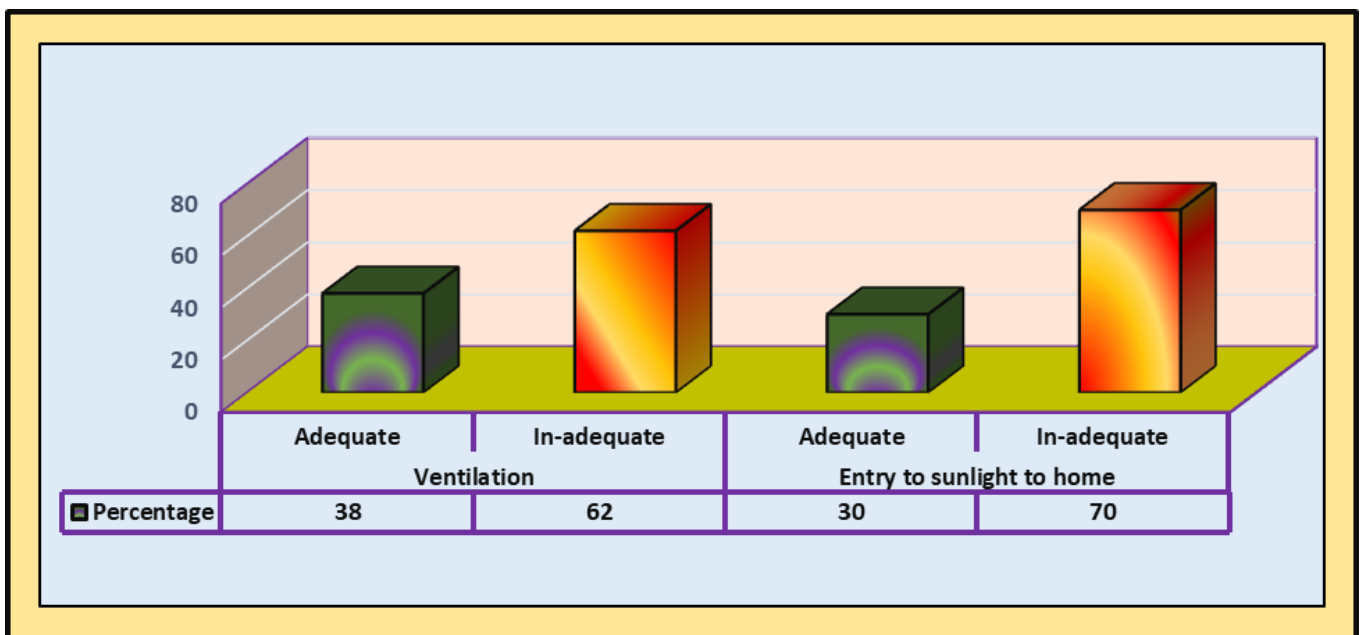 80
60
40
20
0
Adequate In-adequate Adequate In-adequate
Ventilation Entry to sunlight to home
Percentage 38 62 30 70